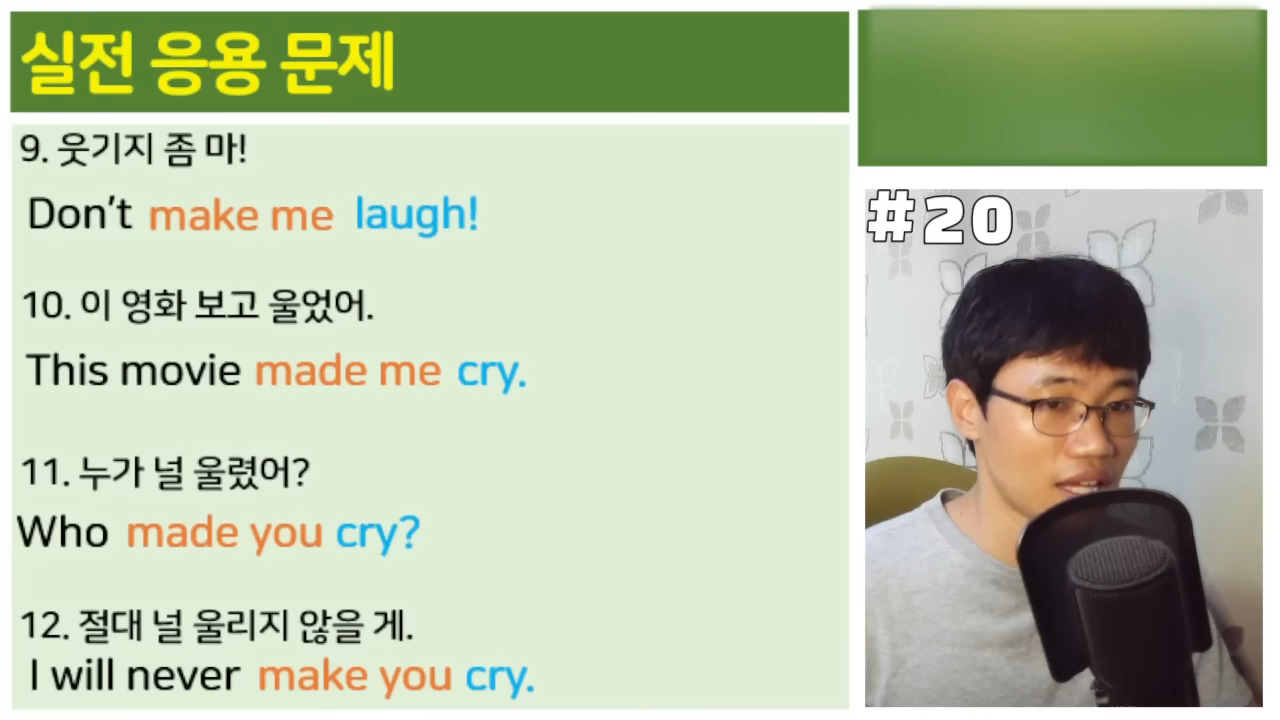 실전 응용 문제
9. 웃기지 좀 마!
Don't make me laugh!
10. 이 영화 보고 울었어.
This movie made me cry.
11. 누가 널 울렸어?
Who made you cry?
12. 절대 널 울리지 않을 게.
I will never make you cry.
#20